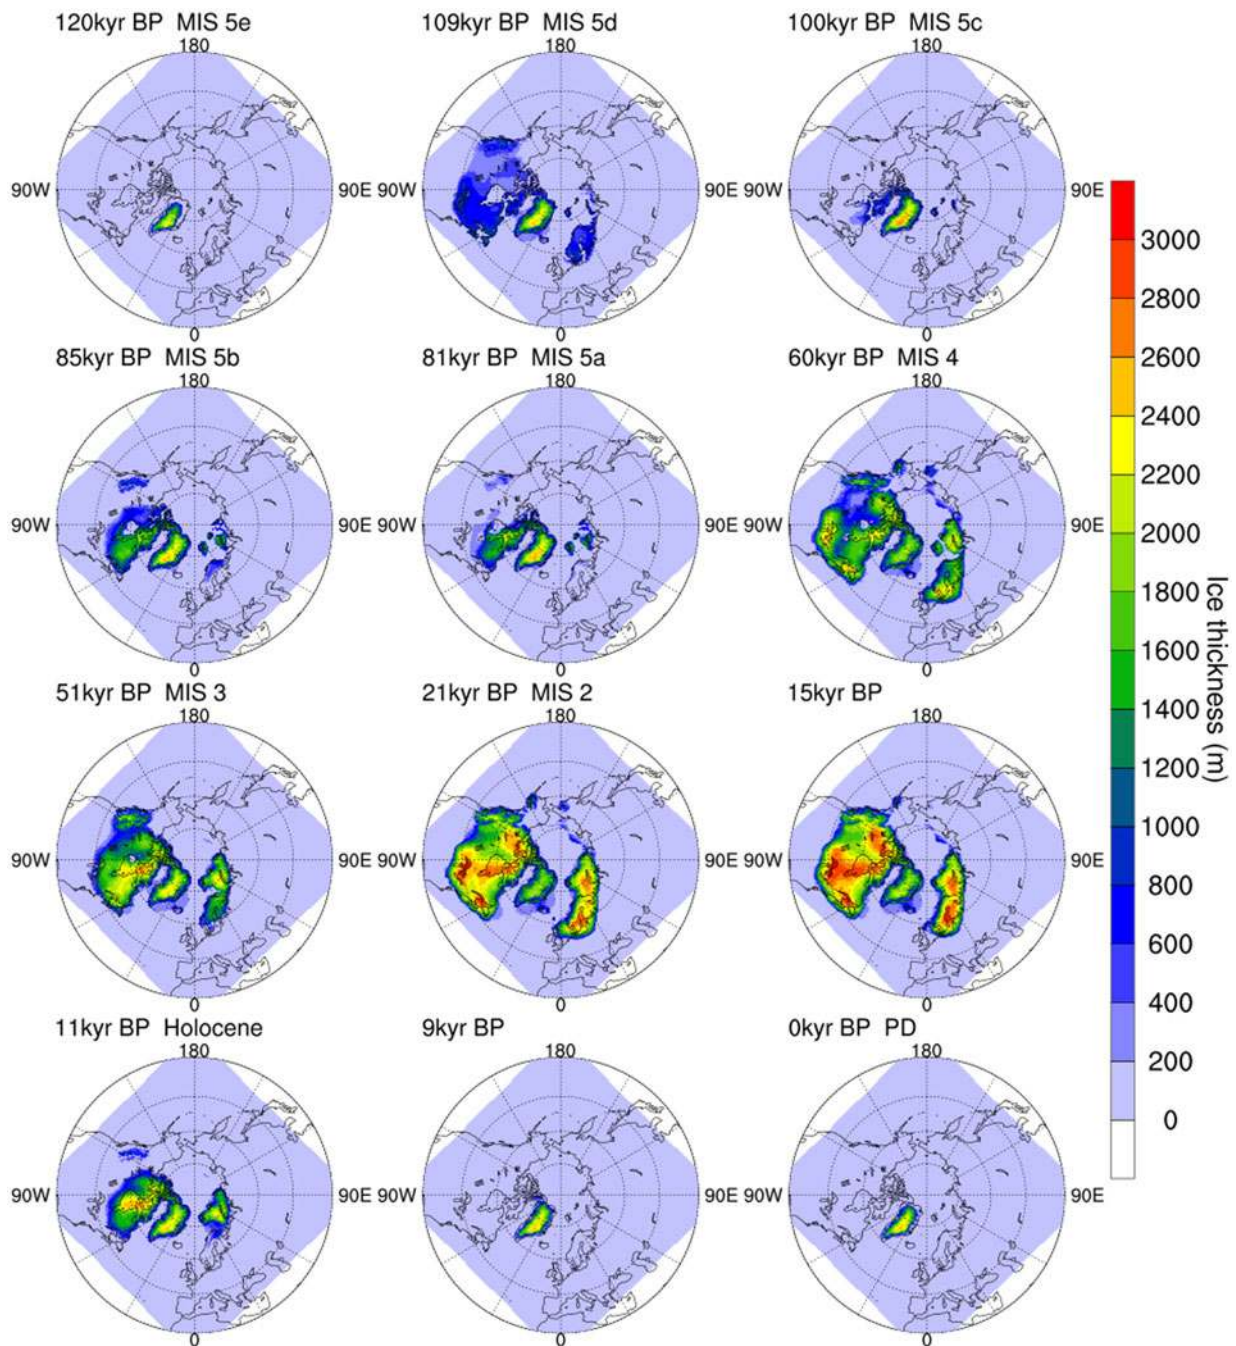 120kyr BP MIS 5e
109kyr BP MIS 5d
100kyr BP MIS 5c
180
180
180
90W
90E
90W
90E
90W
90E
0
0
0
85kyr BP MIS 5b
81kyr BP MIS 5a
60kyr BP MIS 4
180
180
180
90W
90E
90W
90E
90W
90E
0
0
0
51kyr BP MIS 3
21kyr BP MIS 2
15kyr BP
180
180
180
90W
90E
90W
90E
90W
90E
0
0
0
11kyr BP Holocene
9kyr BP
0kyr BP PD
180
180
180
90W
90E
90W
90E
90W
90E
0
0
0
3000
2800
2600
2400
2200
2000
1800
1600
1400
1200
1000
800
600
400
200
0
Ice thickness (m)